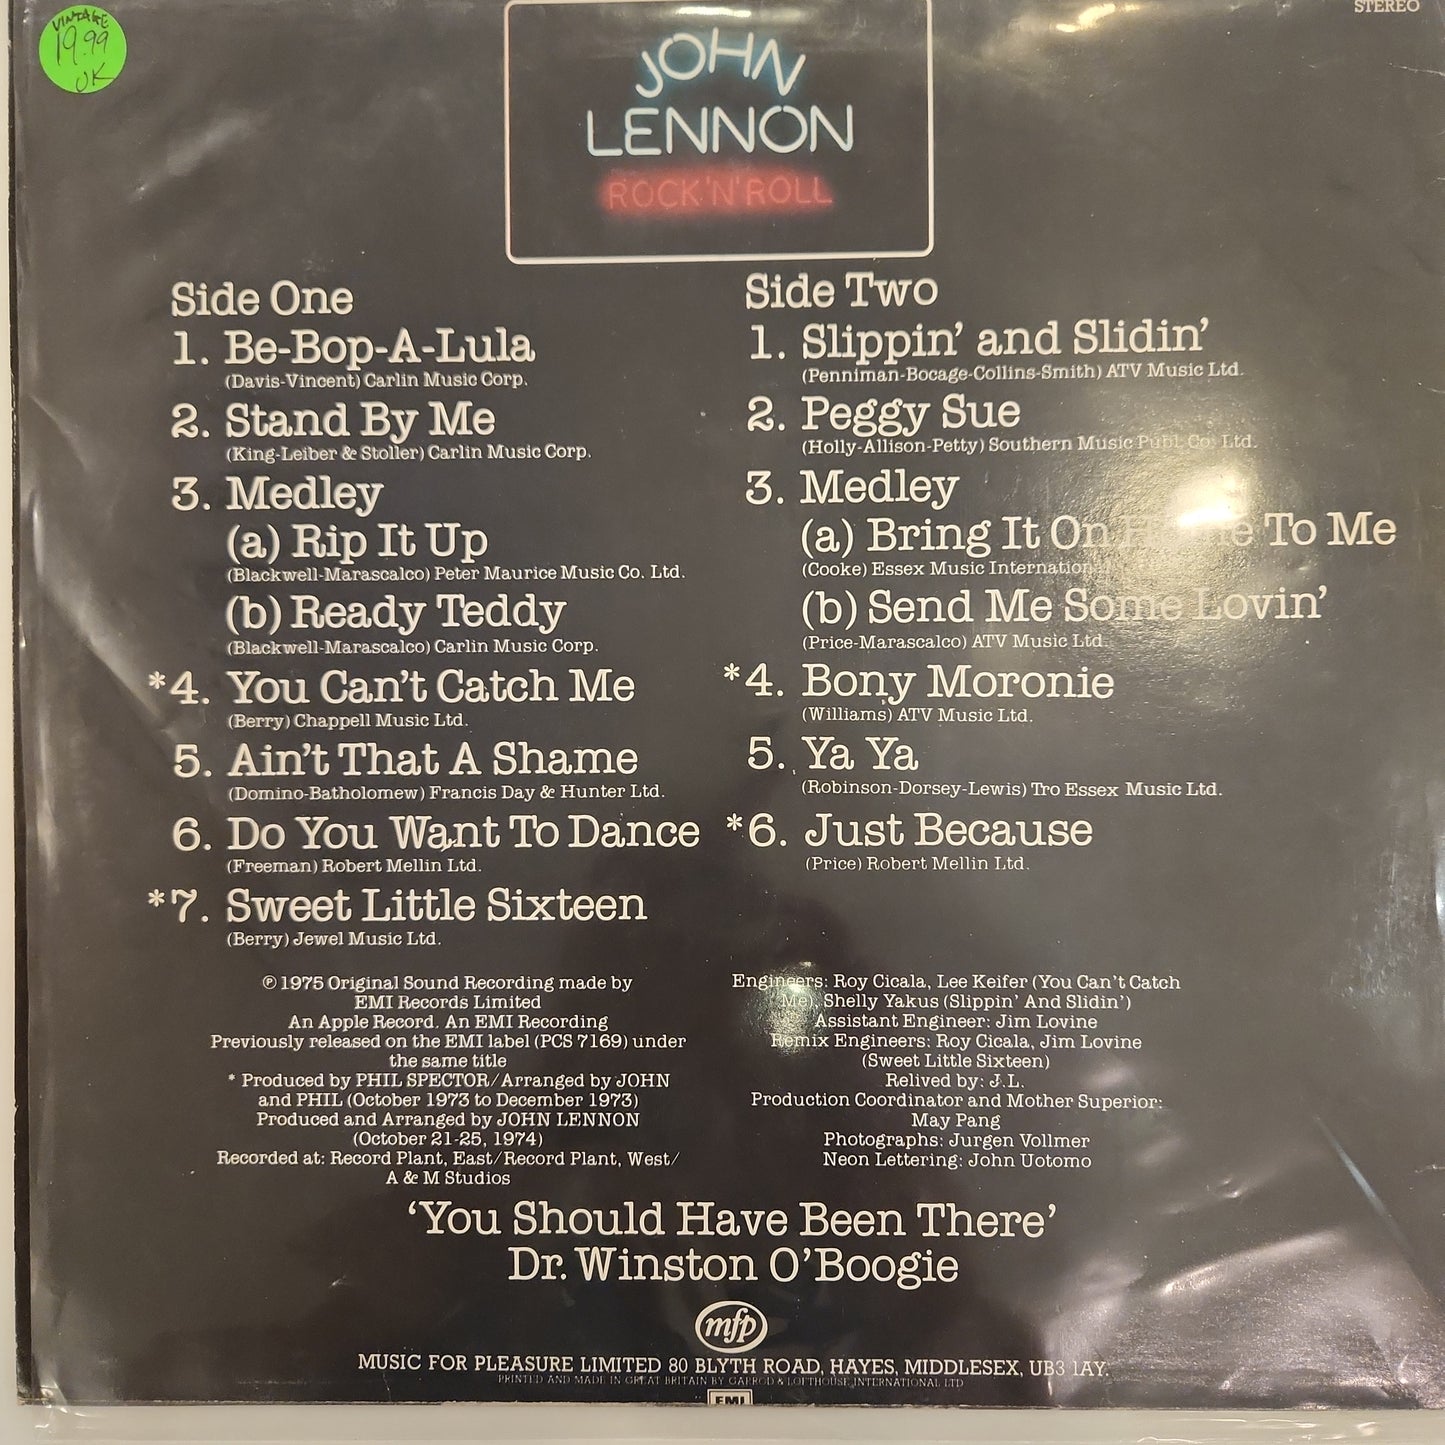 VINTAGE
19.99
UK
STEREO
JOHN
LENNON
ROCK 'N' ROLL
Side One
1. Be-Bop-A-Lula
(Davis-Vincent) Carlin Music Corp.
2. Stand By Me
(King-Leiber & Stoller) Carlin Music Corp.
3. Medley
(a) Rip It Up
(Blackwell-Marascalco) Peter Maurice Music Co. Ltd.
(b) Ready Teddy
(Blackwell-Marascalco) Carlin Music Corp.
*4. You Can't Catch Me
(Berry) Chappell Music Ltd.
5. Ain't That A Shame
(Domino-Batholomew) Francis Day & Hunter Ltd.
6. Do You Want To Dance
(Freeman) Robert Mellin Ltd.
*7. Sweet Little Sixteen
(Berry) Jewel Music Ltd.
Side Two
1. Slippin' and Slidin'
(Penniman-Bocage-Collins-Smith) ATV Music Ltd.
2. Peggy Sue
(Holly-Allison-Petty) Southern Music Publ. Co. Ltd.
3. Medley
(a) Bring It On Home To Me
(Cooke) Essex Music International
(b) Send Me Some Lovin'
(Price-Marascalco) ATV Music Ltd.
*4. Bony Moronie
(Williams) ATV Music Ltd.
5. Ya Ya
(Robinson-Dorsey-Lewis) Tro Essex Music Ltd.
*6. Just Because
(Price) Robert Mellin Ltd.
℗ 1975 Original Sound Recording made by
EMI Records Limited
An Apple Record. An EMI Recording
Previously released on the EMI label (PCS 7169) under
the same title
* Produced by PHIL SPECTOR/Arranged by JOHN
and PHIL (October 1973 to December 1973)
Produced and Arranged by JOHN LENNON
(October 21-25, 1974)
Recorded at: Record Plant, East/Record Plant, West/
A & M Studios
Engineers: Roy Cicala, Lee Keifer (You Can't Catch
Me), Shelly Yakus (Slippin' And Slidin')
Assistant Engineer: Jim Lovine
Remix Engineers: Roy Cicala, Jim Lovine
(Sweet Little Sixteen)
Relived by: J.L.
Production Coordinator and Mother Superior:
May Pang
Photographs: Jurgen Vollmer
Neon Lettering: John Uotomo
'You Should Have Been There'
Dr. Winston O'Boogie
mfp
MUSIC FOR PLEASURE LIMITED 80 BLYTH ROAD, HAYES, MIDDLESEX, UB3 1AY.
PRINTED AND MADE IN GREAT BRITAIN BY GARROD & LOFTHOUSE INTERNATIONAL LTD
EMI